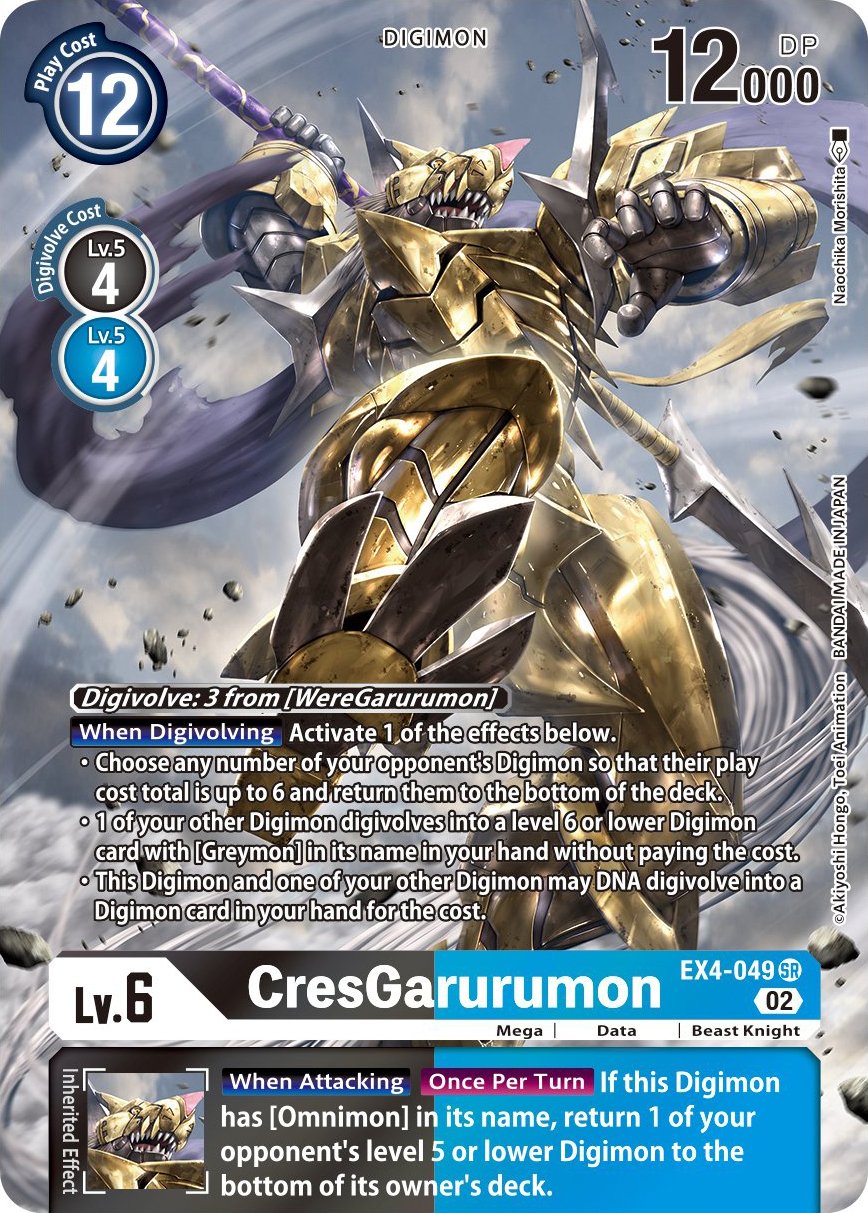 DIGIMON
Play Cost
12
12000 DP
Digivolve Cost
Lv.5
4
Lv.5
4
Naochika Morishita
©Akiyoshi Hongo, Toei Animation BANDAI MADE IN JAPAN
Digivolve: 3 from [WereGarurumon]
When Digivolving Activate 1 of the effects below.
・Choose any number of your opponent's Digimon so that their play
cost total is up to 6 and return them to the bottom of the deck.
・1 of your other Digimon digivolves into a level 6 or lower Digimon
card with [Greymon] in its name in your hand without paying the cost.
・This Digimon and one of your other Digimon may DNA digivolve into a
Digimon card in your hand for the cost.
Lv.6
CresGarurumon
EX4-049 SR
02
Mega | Data | Beast Knight
Inherited Effect
When Attacking Once Per Turn If this Digimon
has [Omnimon] in its name, return 1 of your
opponent's level 5 or lower Digimon to the
bottom of its owner's deck.